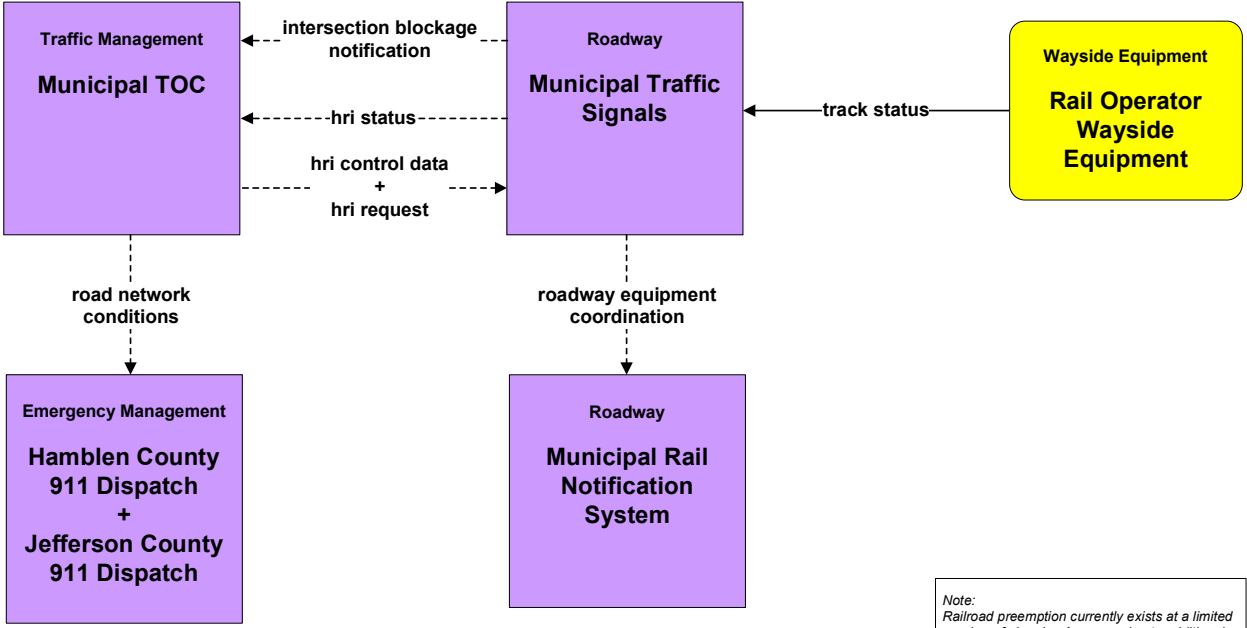 Traffic Management
Municipal TOC
intersection blockage
notification
hri status
hri control data
+
hri request
Roadway
Municipal Traffic
Signals
track status
Wayside Equipment
Rail Operator
Wayside
Equipment
road network
conditions
roadway equipment
coordination
Emergency Management
Hamblen County
911 Dispatch
+
Jefferson County
911 Dispatch
Roadway
Municipal Rail
Notification
System
Note:
Railroad preemption currently exists at a limited